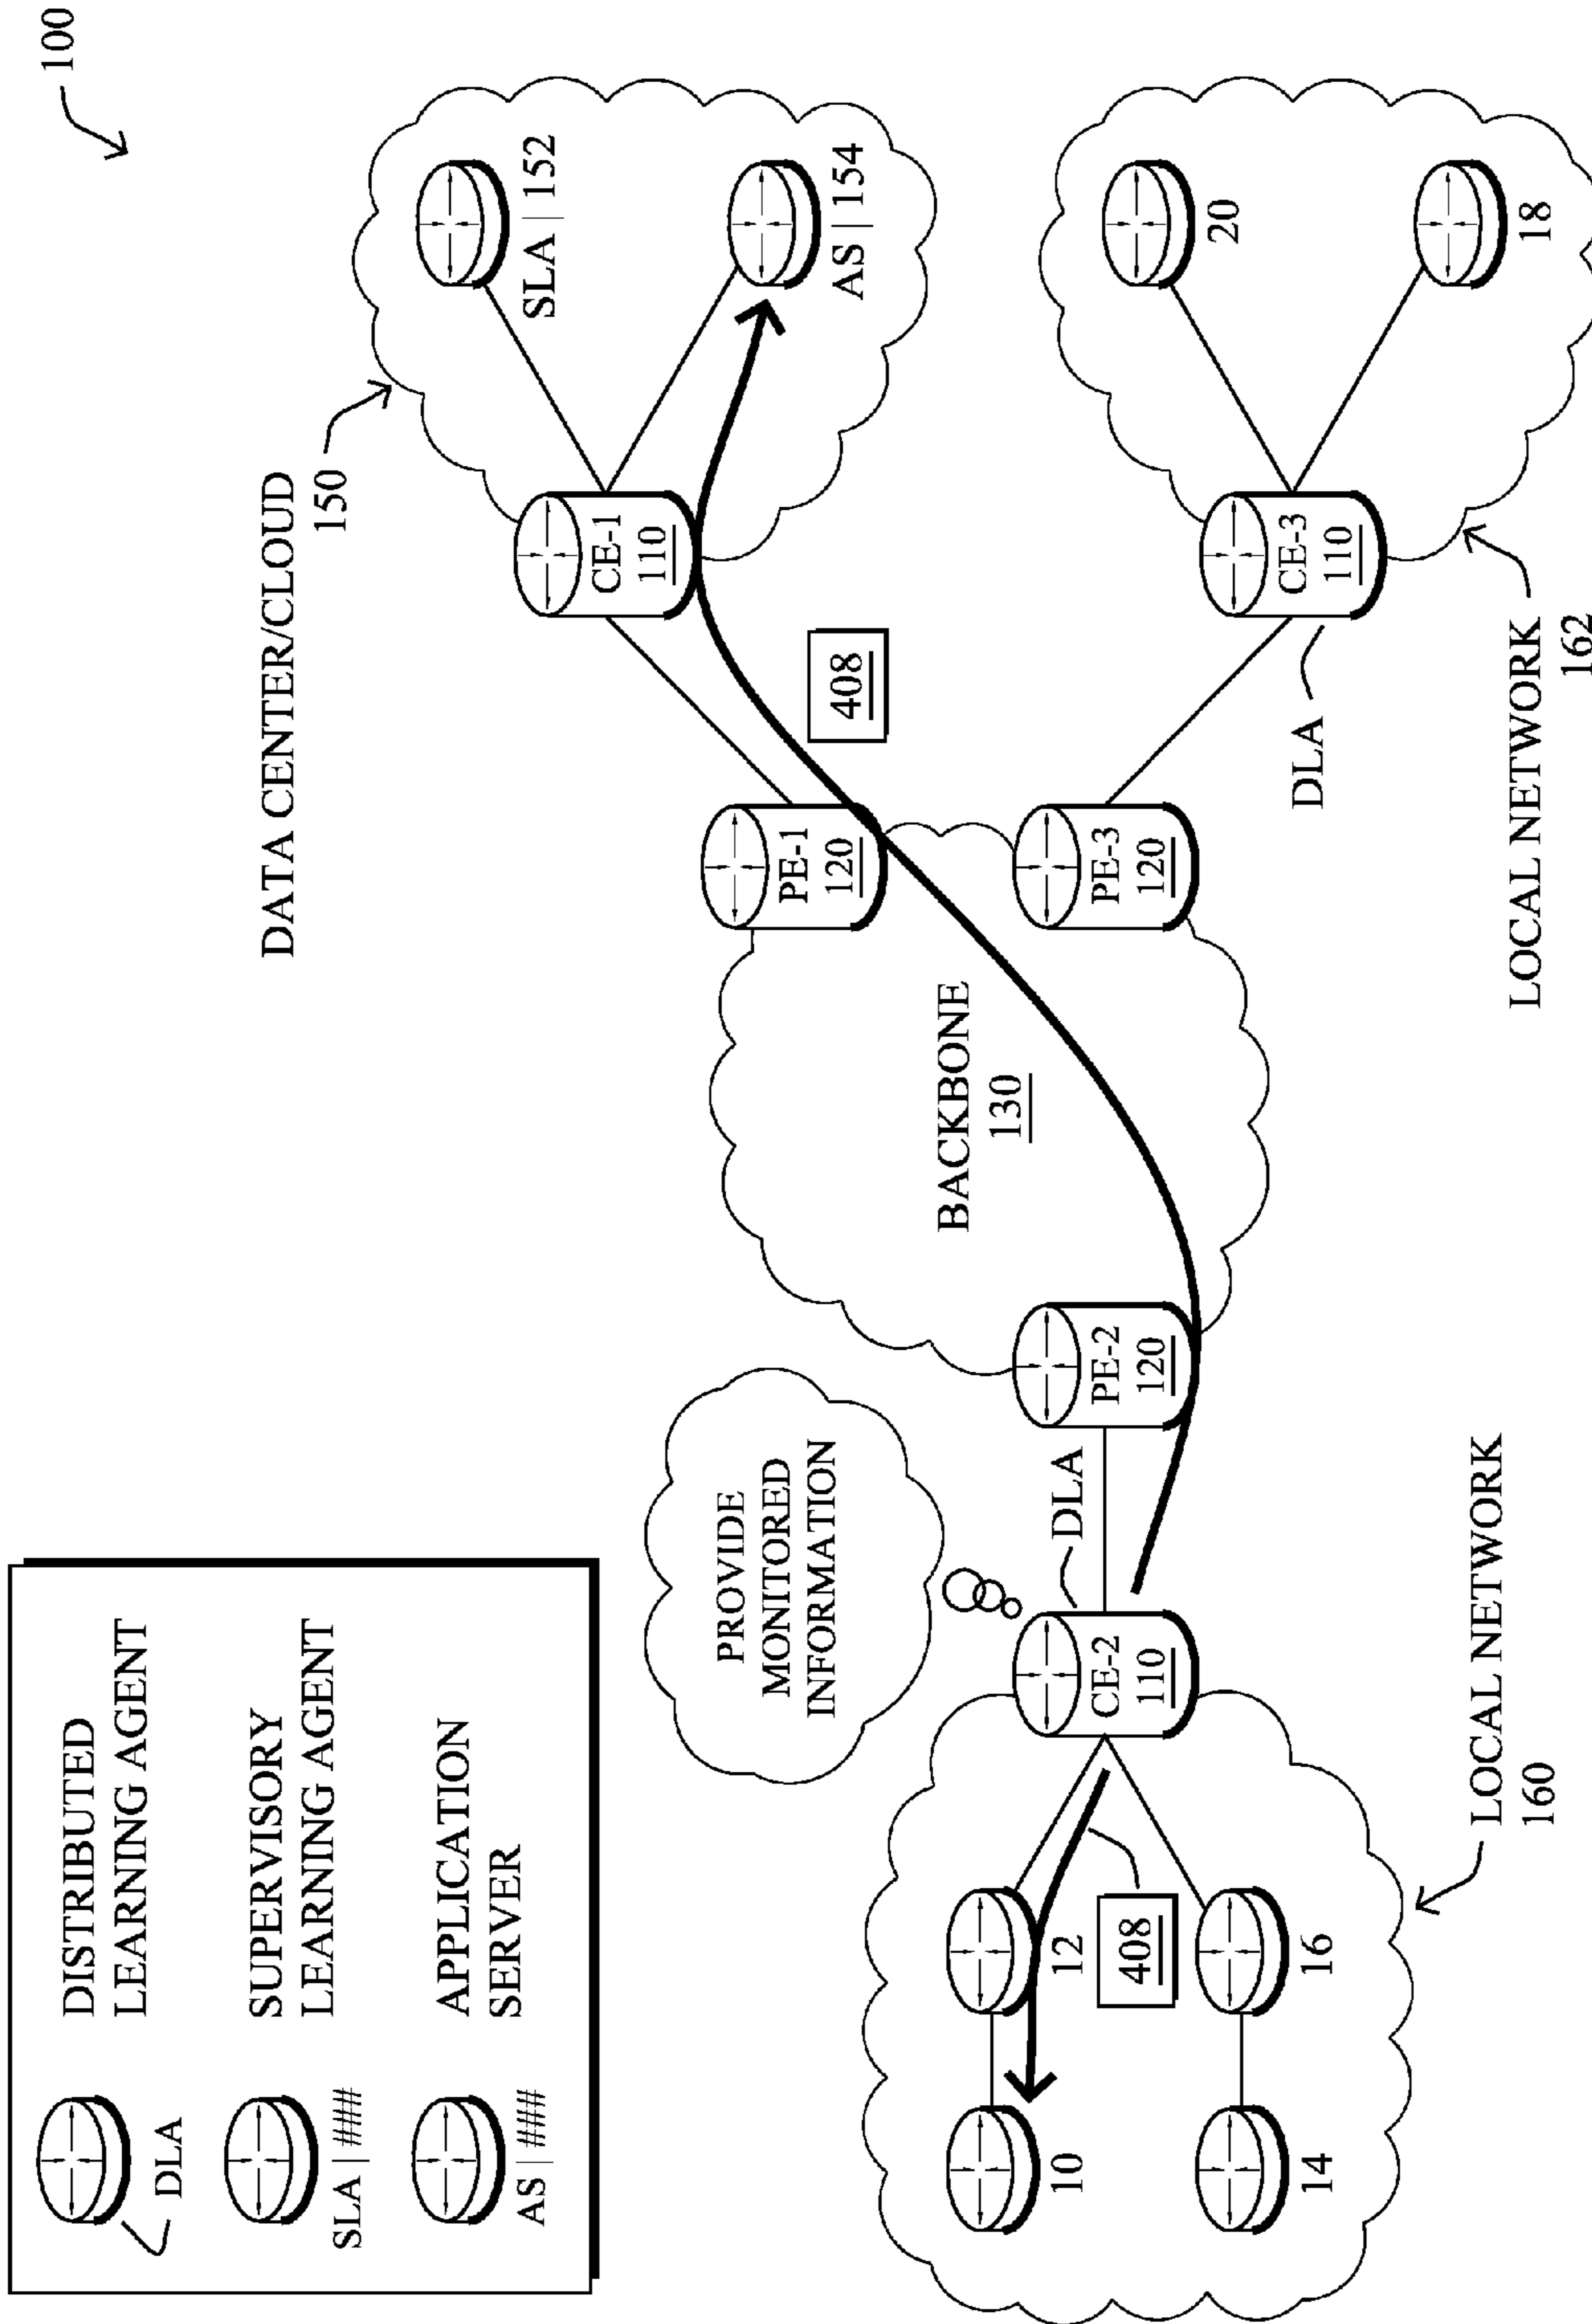 100
DISTRIBUTED
LEARNING AGENT
DLA
SUPERVISORY
LEARNING AGENT
SLA | ###
APPLICATION
SERVER
AS | ###
DATA CENTER/CLOUD
150
SLA | 152
CE-1
110
AS | 154
408
PE-1
120
BACKBONE
130
PROVIDE
MONITORED
INFORMATION
DLA
CE-2
110
PE-2
120
PE-3
120
DLA
CE-3
110
20
18
10
12
408
14
16
LOCAL NETWORK
160
LOCAL NETWORK
162